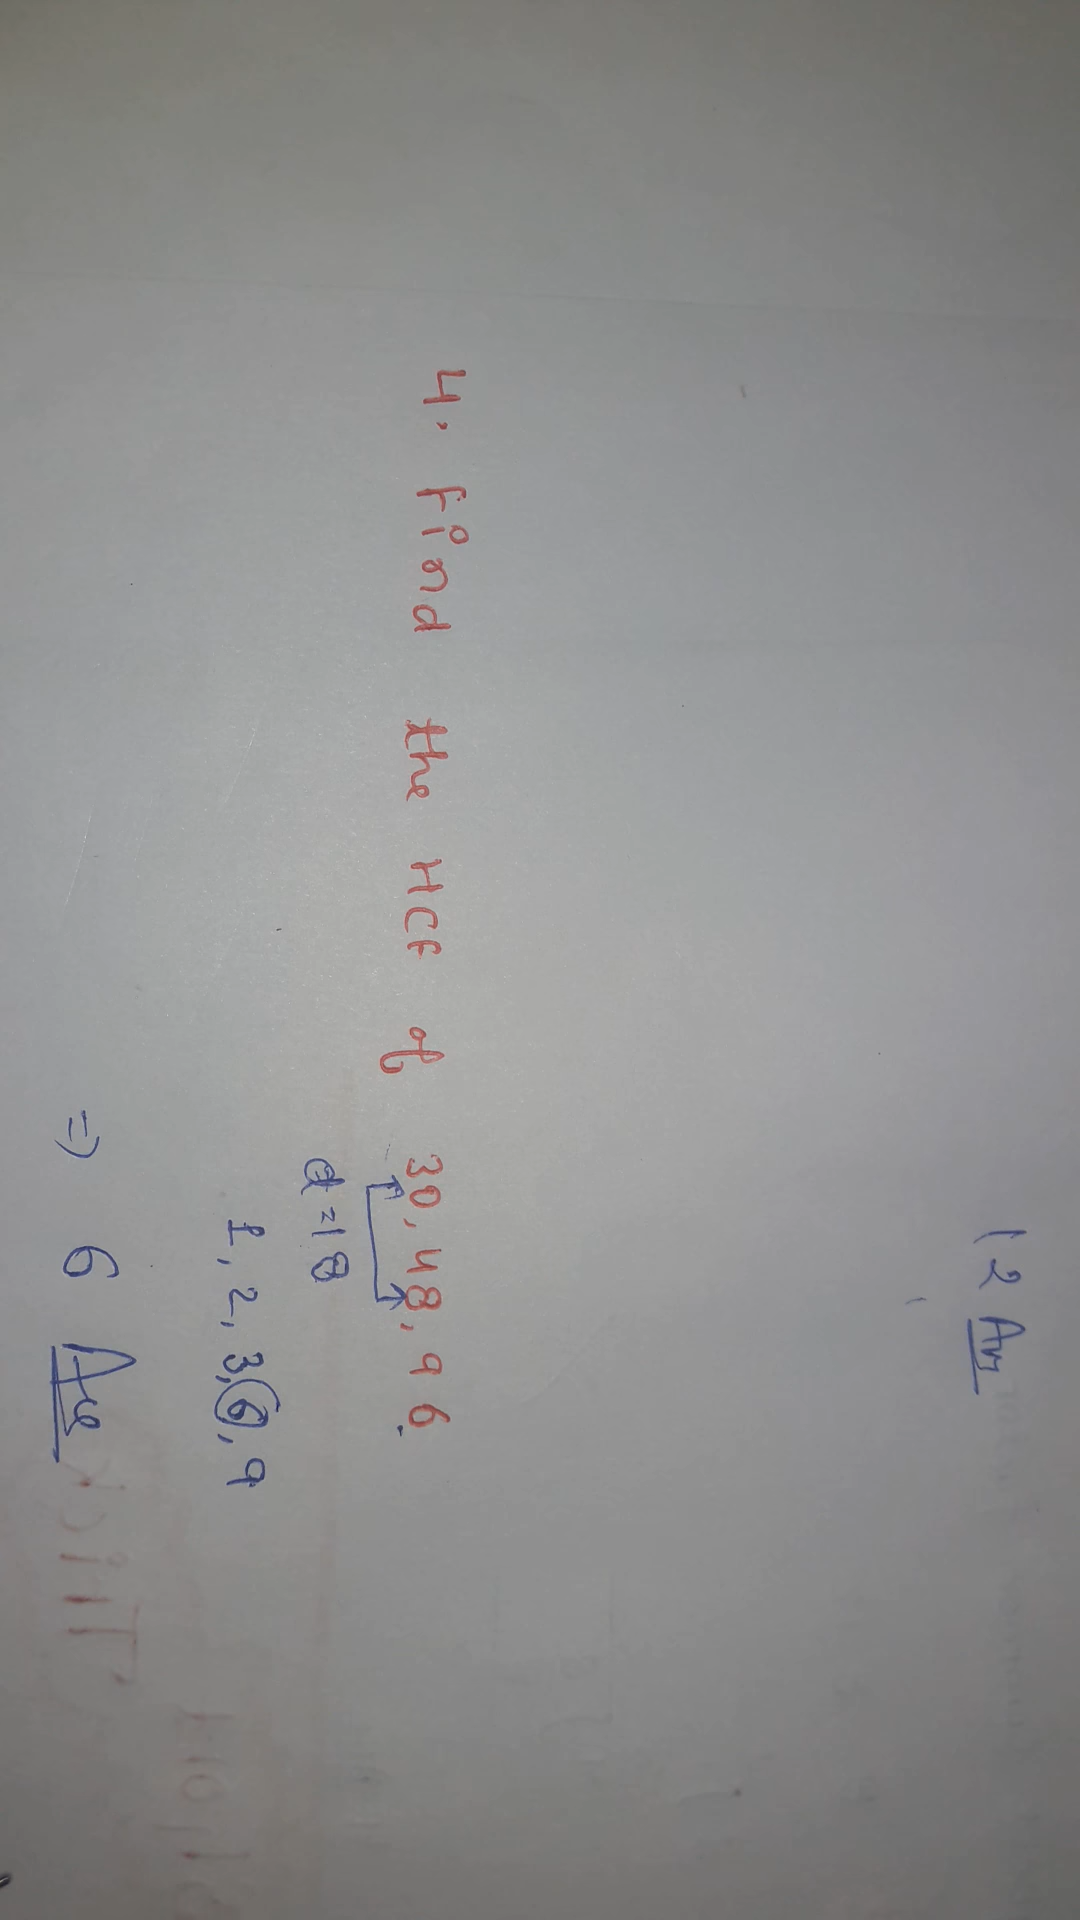 12 Ans
4. Find the HCF of 30, 48, 96
d = 18
1, 2, 3, 6, 9
=> 6 Ans